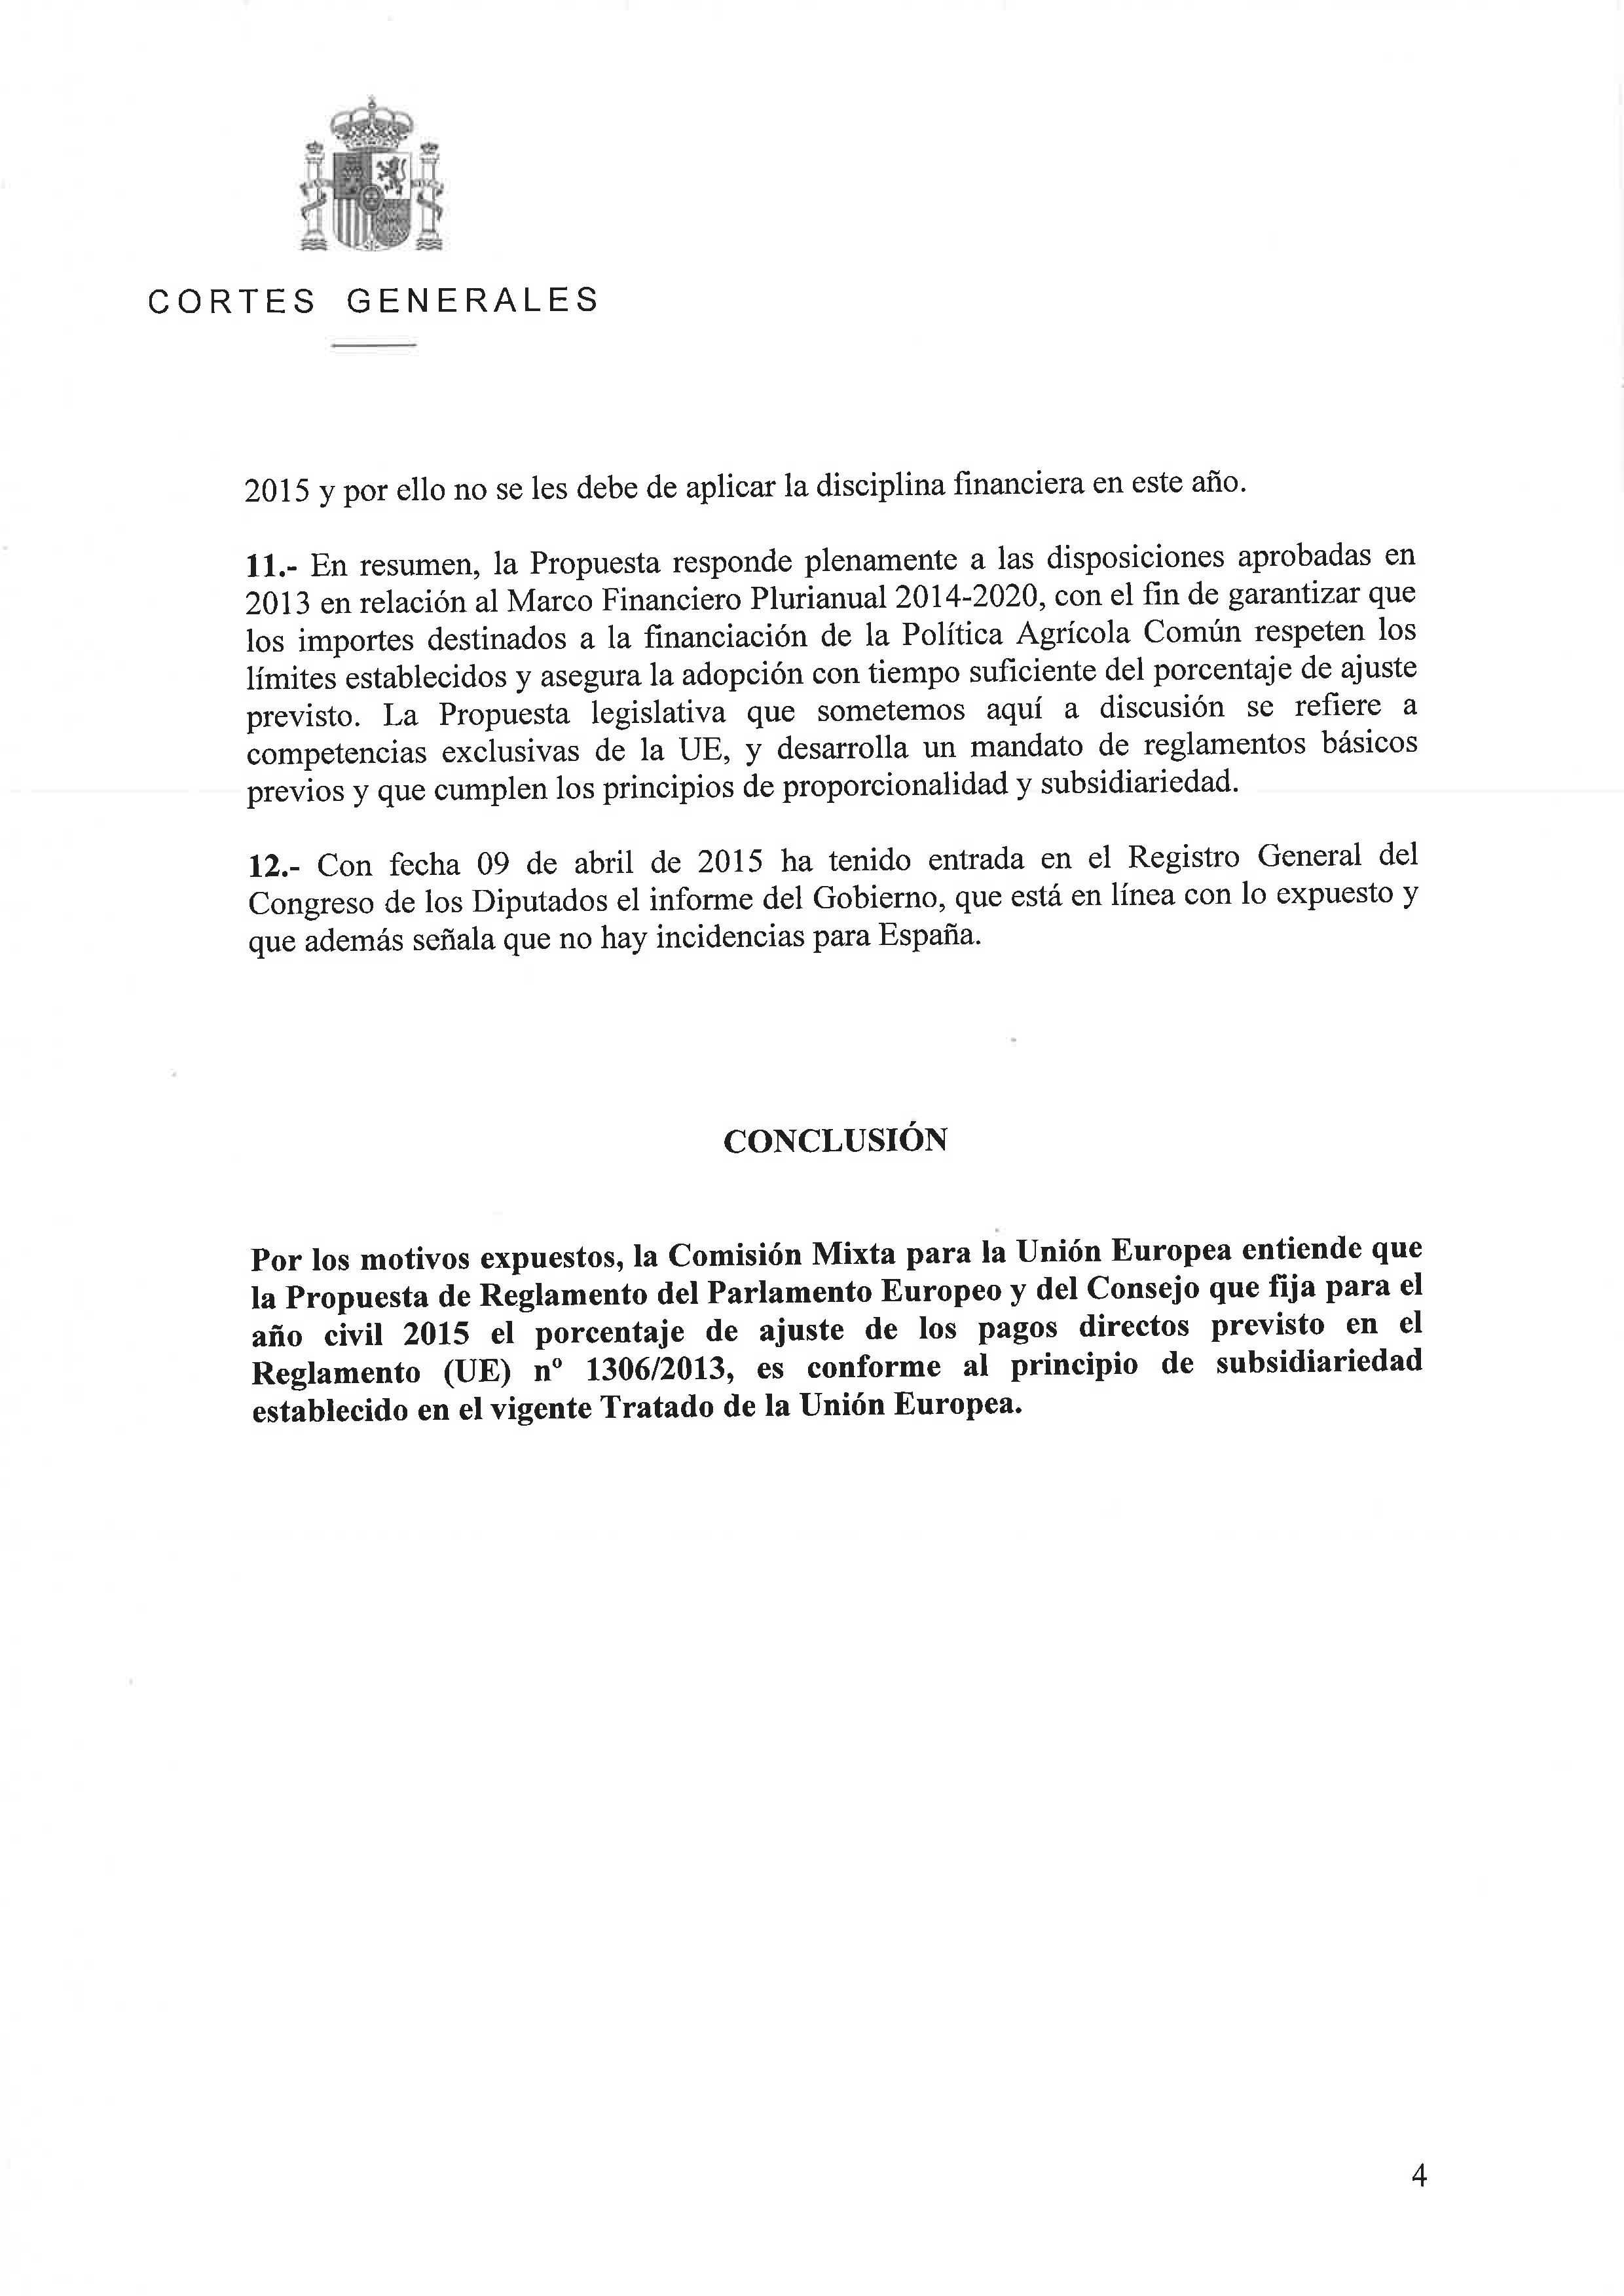 CORTES GENERALES
2015 y por ello no se les debe de aplicar la disciplina financiera en este año.
11.- En resumen, la Propuesta responde plenamente a las disposiciones aprobadas en
2013 en relación al Marco Financiero Plurianual 2014-2020, con el fin de garantizar que
los importes destinados a la financiación de la Política Agrícola Común respeten los
límites establecidos y asegura la adopción con tiempo suficiente del porcentaje de ajuste
previsto. La Propuesta legislativa que sometemos aquí a discusión se refiere a
competencias exclusivas de la UE, y desarrolla un mandato de reglamentos básicos
previos y que cumplen los principios de proporcionalidad y subsidiariedad.
12.- Con fecha 09 de abril de 2015 ha tenido entrada en el Registro General del
Congreso de los Diputados el informe del Gobierno, que está en línea con lo expuesto y
que además señala que no hay incidencias para España.
CONCLUSIÓN
Por los motivos expuestos, la Comisión Mixta para la Unión Europea entiende que
la Propuesta de Reglamento del Parlamento Europeo y del Consejo que fija para el
año civil 2015 el porcentaje de ajuste de los pagos directos previsto en el
Reglamento (UE) nº 1306/2013, es conforme al principio de subsidiariedad
establecido en el vigente Tratado de la Unión Europea.
4